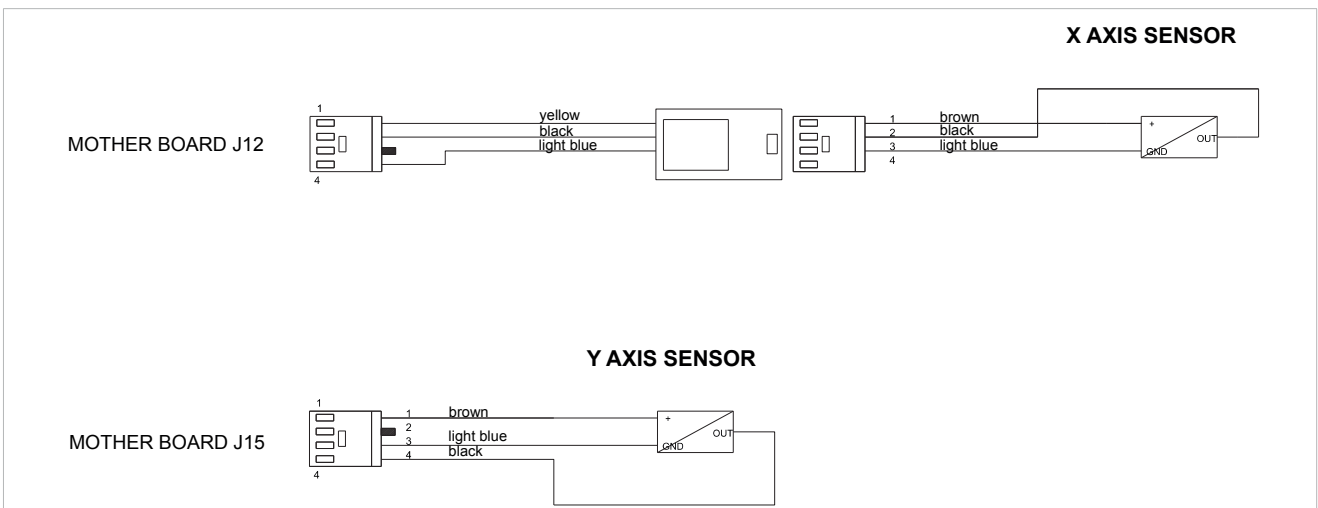 X AXIS SENSOR
1
yellow
black
light blue
MOTHER BOARD J12
4
1 brown
2 black
3 light blue
4
+
OUT
GND
Y AXIS SENSOR
1
MOTHER BOARD J15
4
1 brown
2
3 light blue
4 black
+
OUT
GND